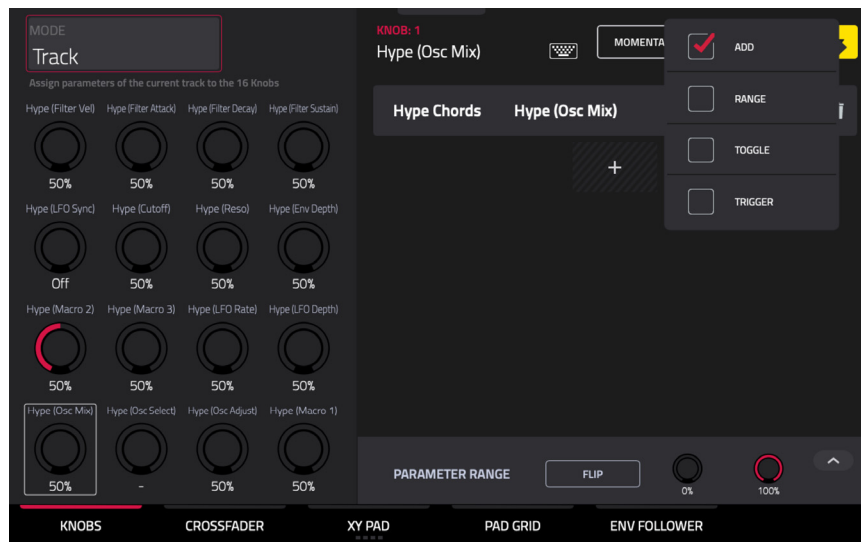 MODE
Track
Assign parameters of the current track to the 16 Knobs
Hype (Filter Vel) Hype (Filter Attack) Hype (Filter Decay) Hype (Filter Sustain)
50% 50% 50% 50%
Hype (LFO Sync) Hype (Cutoff) Hype (Reso) Hype (Env Depth)
Off 50% 50% 50%
Hype (Macro 2) Hype (Macro 3) Hype (LFO Rate) Hype (LFO Depth)
50% 50% 50% 50%
Hype (Osc Mix) Hype (Osc Select) Hype (Osc Adjust) Hype (Macro 1)
50% - 50% 50%
KNOB: 1
Hype (Osc Mix) MOMENTA
Hype Chords Hype (Osc Mix)
+
ADD
RANGE
TOGGLE
TRIGGER
PARAMETER RANGE FLIP 0% 100%
KNOBS CROSSFADER XY PAD PAD GRID ENV FOLLOWER